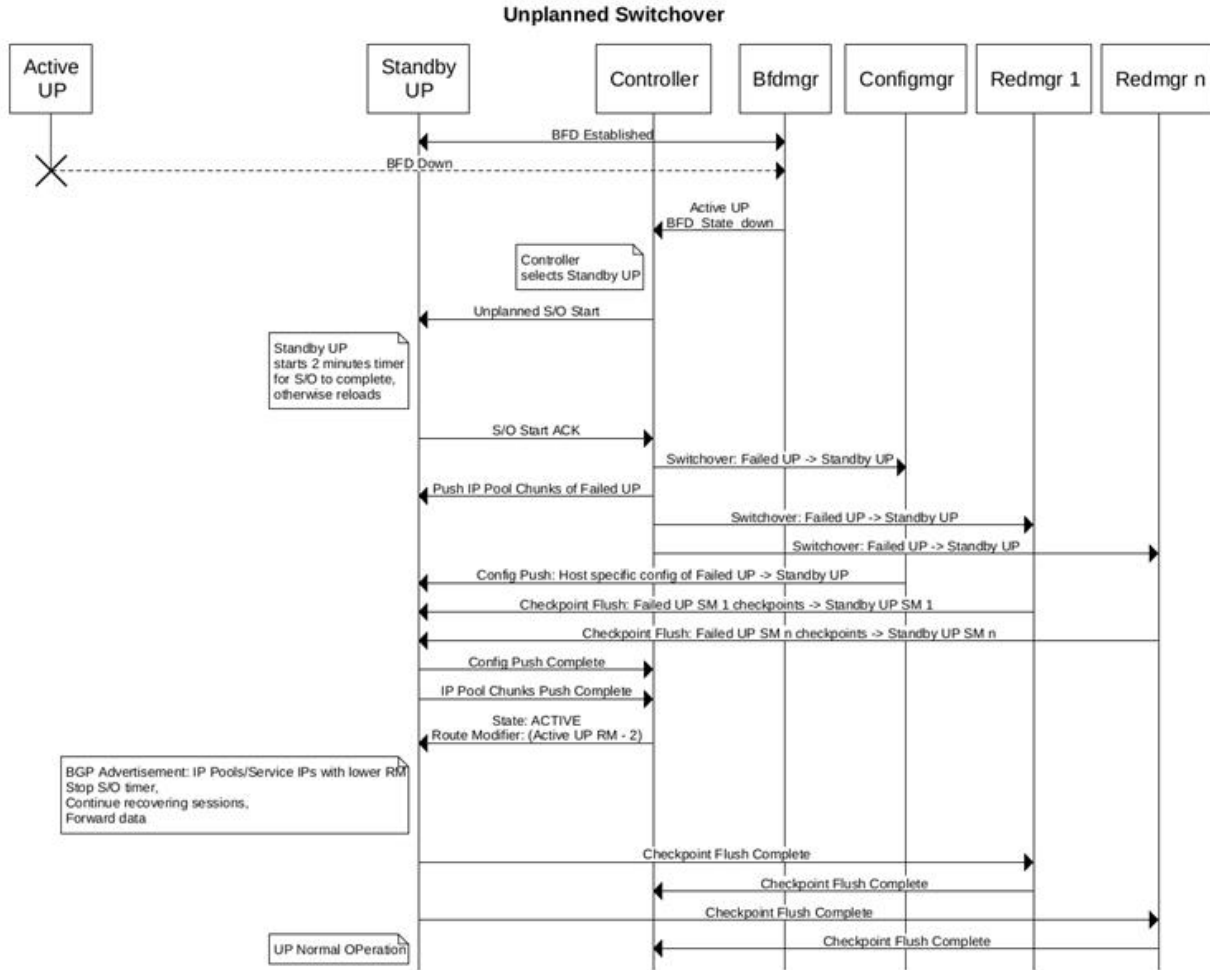 Unplanned Switchover
Active
UP
Standby
UP
Controller
Bfdmgr
Configmgr
Redmgr 1
Redmgr n
BFD Established
BFD Down
Active UP
BFD_State_down
Controller
selects Standby UP
Unplanned S/O Start
Standby UP
starts 2 minutes timer
for S/O to complete,
otherwise reloads
S/O Start ACK
Switchover: Failed UP -> Standby UP
Push IP Pool Chunks of Failed UP
Switchover: Failed UP -> Standby UP
Switchover: Failed UP -> Standby UP
Config Push: Host specific config of Failed UP -> Standby UP
Checkpoint Flush: Failed UP SM 1 checkpoints -> Standby UP SM 1
Checkpoint Flush: Failed UP SM n checkpoints -> Standby UP SM n
Config Push Complete
IP Pool Chunks Push Complete
State: ACTIVE
Route Modifier: (Active UP RM - 2)
BGP Advertisement: IP Pools/Service IPs with lower RM
Stop S/O timer,
Continue recovering sessions,
Forward data
Checkpoint Flush Complete
Checkpoint Flush Complete
Checkpoint Flush Complete
UP Normal OPeration
Checkpoint Flush Complete